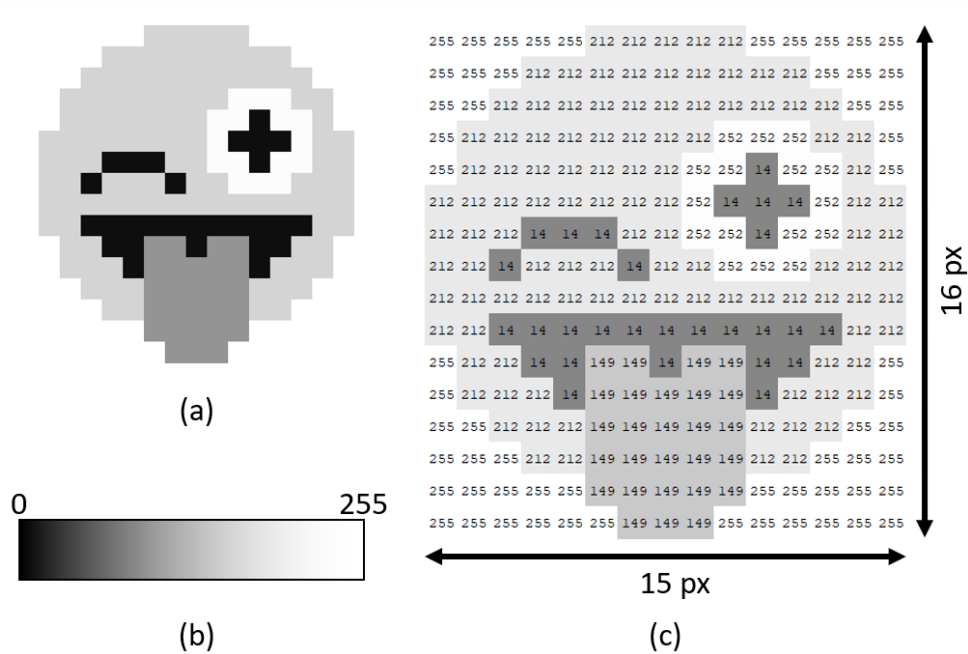 (a)
0 255
(b)
255 255 255 255 255 212 212 212 212 212 255 255 255 255 255
255 255 255 212 212 212 212 212 212 212 212 212 255 255 255
255 255 212 212 212 212 212 212 212 212 212 212 212 255 255
255 212 212 212 212 212 212 212 212 252 252 252 212 212 255
255 212 212 212 212 212 212 212 252 252 14 252 252 212 255
212 212 212 212 212 212 212 212 252 14 14 14 252 212 212
212 212 212 14 14 14 212 212 252 252 14 252 252 212 212
212 212 14 212 212 212 14 212 212 252 252 252 212 212 212
212 212 212 212 212 212 212 212 212 212 212 212 212 212 212
212 212 14 14 14 14 14 14 14 14 14 14 14 212 212
255 212 212 14 14 149 149 14 149 149 14 14 212 212 255
255 212 212 212 14 149 149 149 149 149 14 212 212 212 255
255 255 212 212 212 149 149 149 149 149 212 212 212 255 255
255 255 255 212 212 149 149 149 149 149 212 212 255 255 255
255 255 255 255 255 149 149 149 149 149 255 255 255 255 255
255 255 255 255 255 255 149 149 149 255 255 255 255 255 255
16 px
15 px
(c)